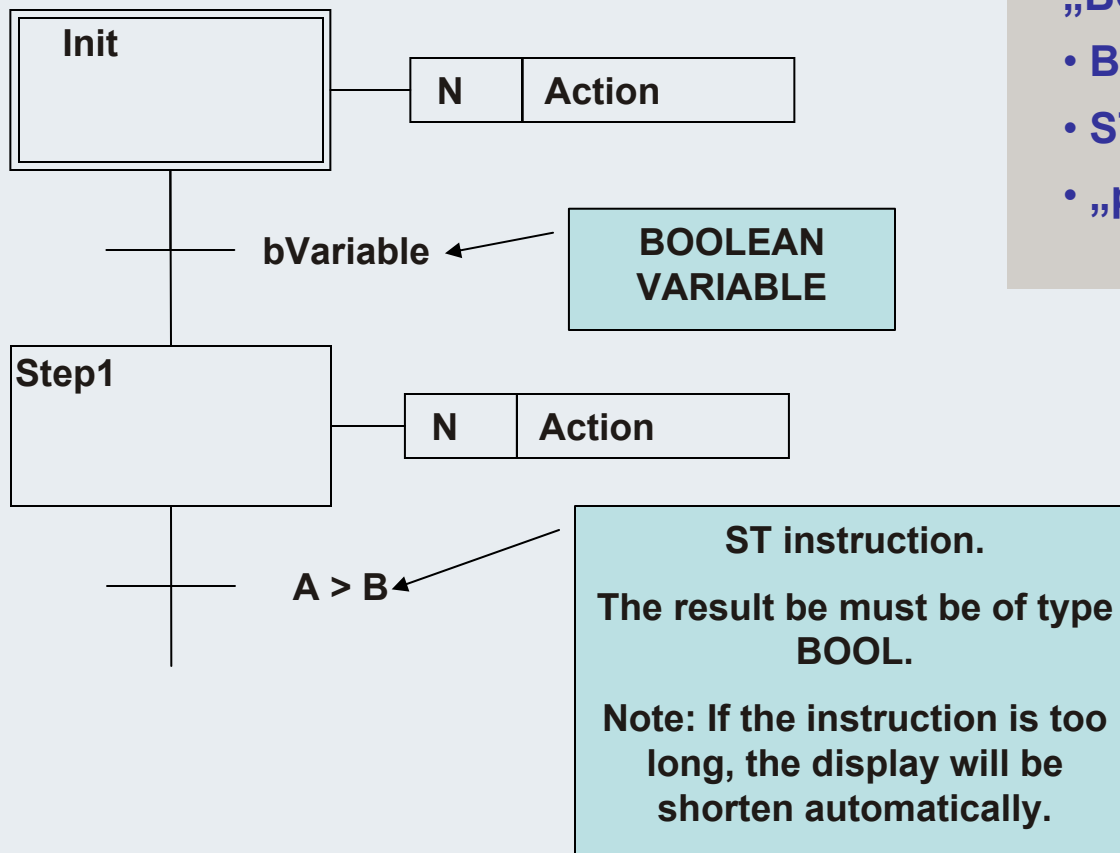 Init
N Action
bVariable
BOOLEAN
VARIABLE
Step1
N Action
A > B
ST instruction.
The result be must be of type
BOOL.
Note: If the instruction is too
long, the display will be
shorten automatically.